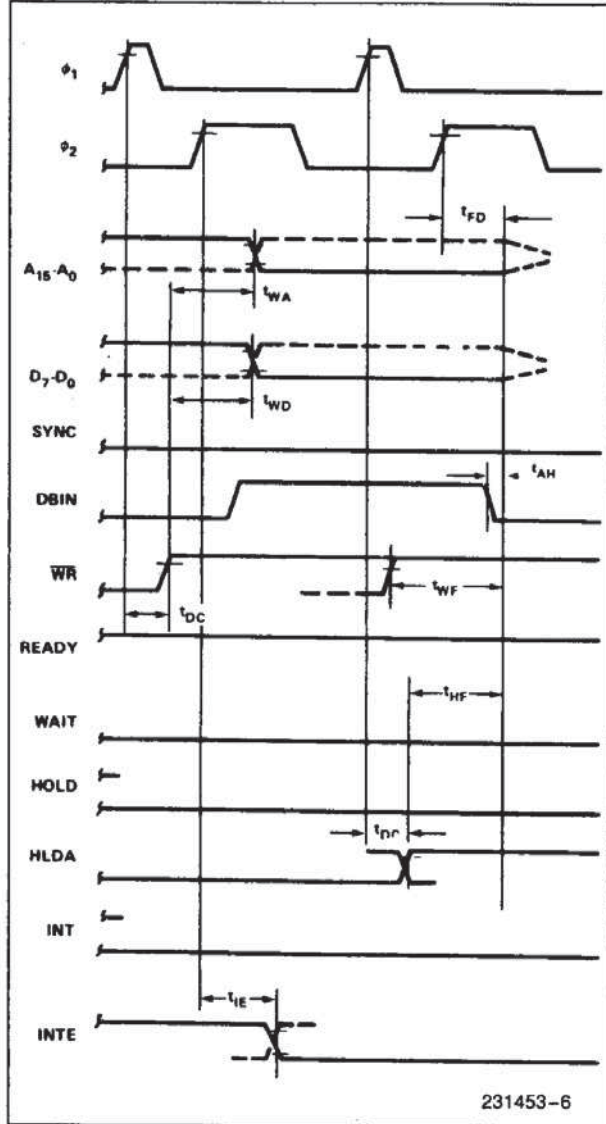 ϕ1
ϕ2
tFD
A15-A0
tWA
D7-D0
tWD
SYNC
tAH
DBIN
WR
tWF
tDC
READY
tHF
WAIT
HOLD
tDC
HLDA
INT
tIE
INTE
231453-6